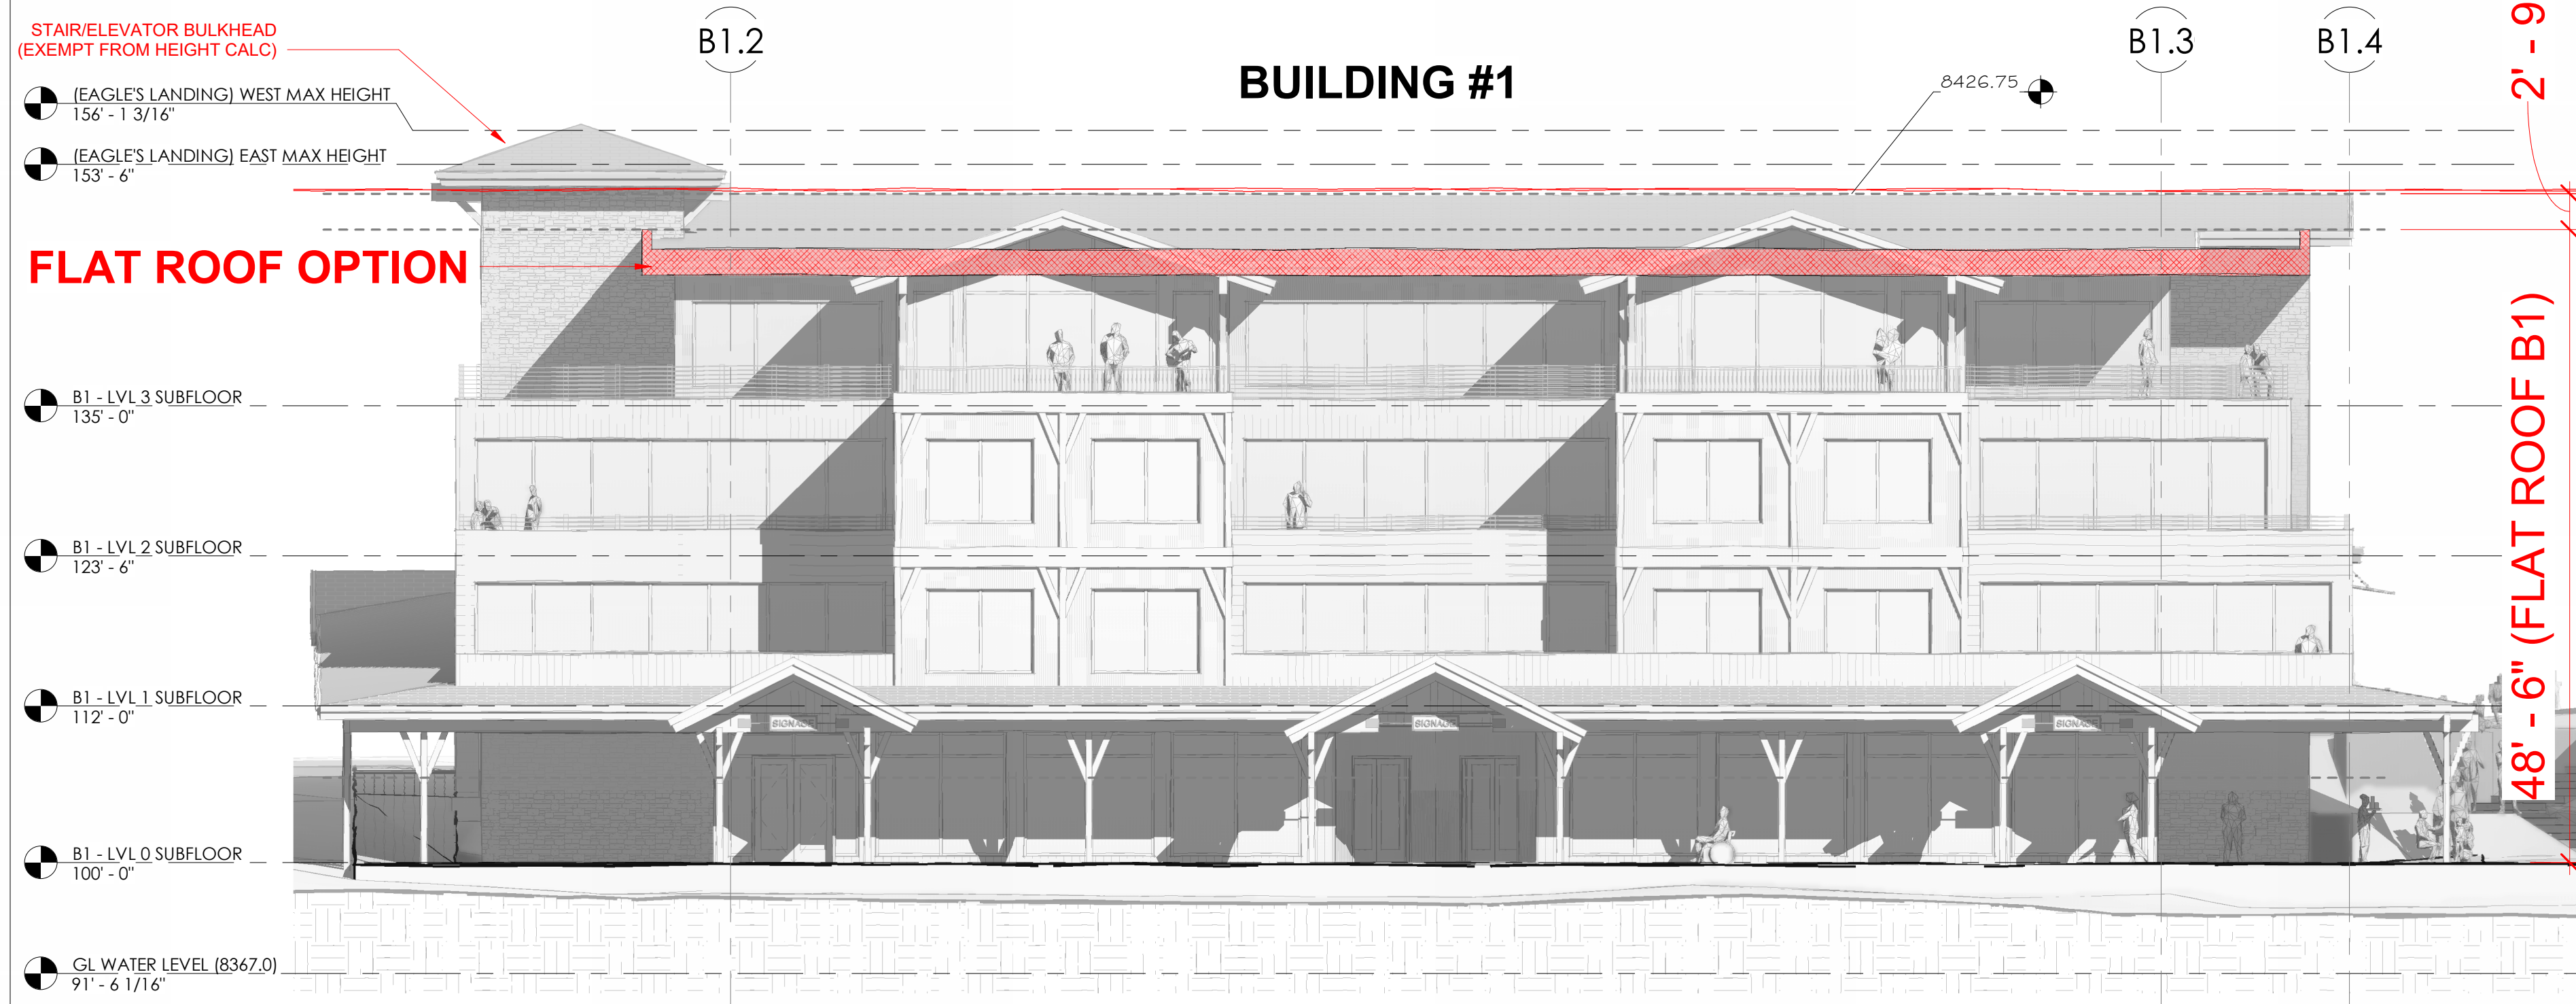 STAIR/ELEVATOR BULKHEAD
(EXEMPT FROM HEIGHT CALC)
B1.2
BUILDING #1
B1.3
B1.4
2' - 9
8426.75
(EAGLE'S LANDING) WEST MAX HEIGHT
156' - 1 3/16"
(EAGLE'S LANDING) EAST MAX HEIGHT
153' - 6"
FLAT ROOF OPTION
48' - 6" (FLAT ROOF B1)
B1 - LVL 3 SUBFLOOR
135' - 0"
B1 - LVL 2 SUBFLOOR
123' - 6"
B1 - LVL 1 SUBFLOOR
112' - 0"
SIGNAGE
SIGNAGE
SIGNAGE
B1 - LVL 0 SUBFLOOR
100' - 0"
GL WATER LEVEL (8367.0)
91' - 6 1/16"